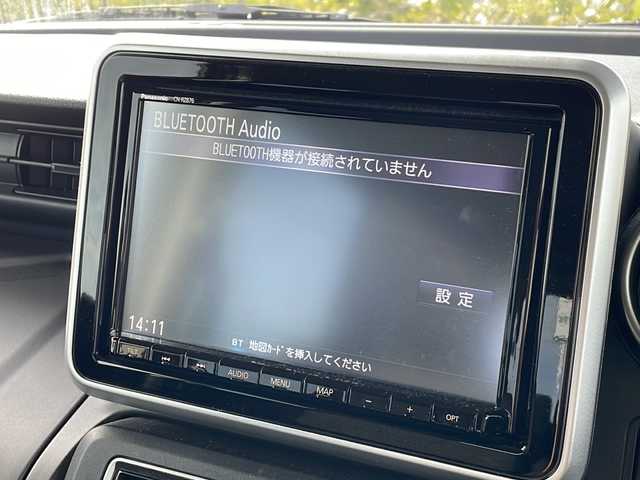 Panasonic CN-RZ876
BLUETOOTH Audio
BLUETOOTH機器が接続されていません
設定
14:11
BT 地図ｶｰﾄﾞを挿入してください
AUDIO MENU MAP − + OPT